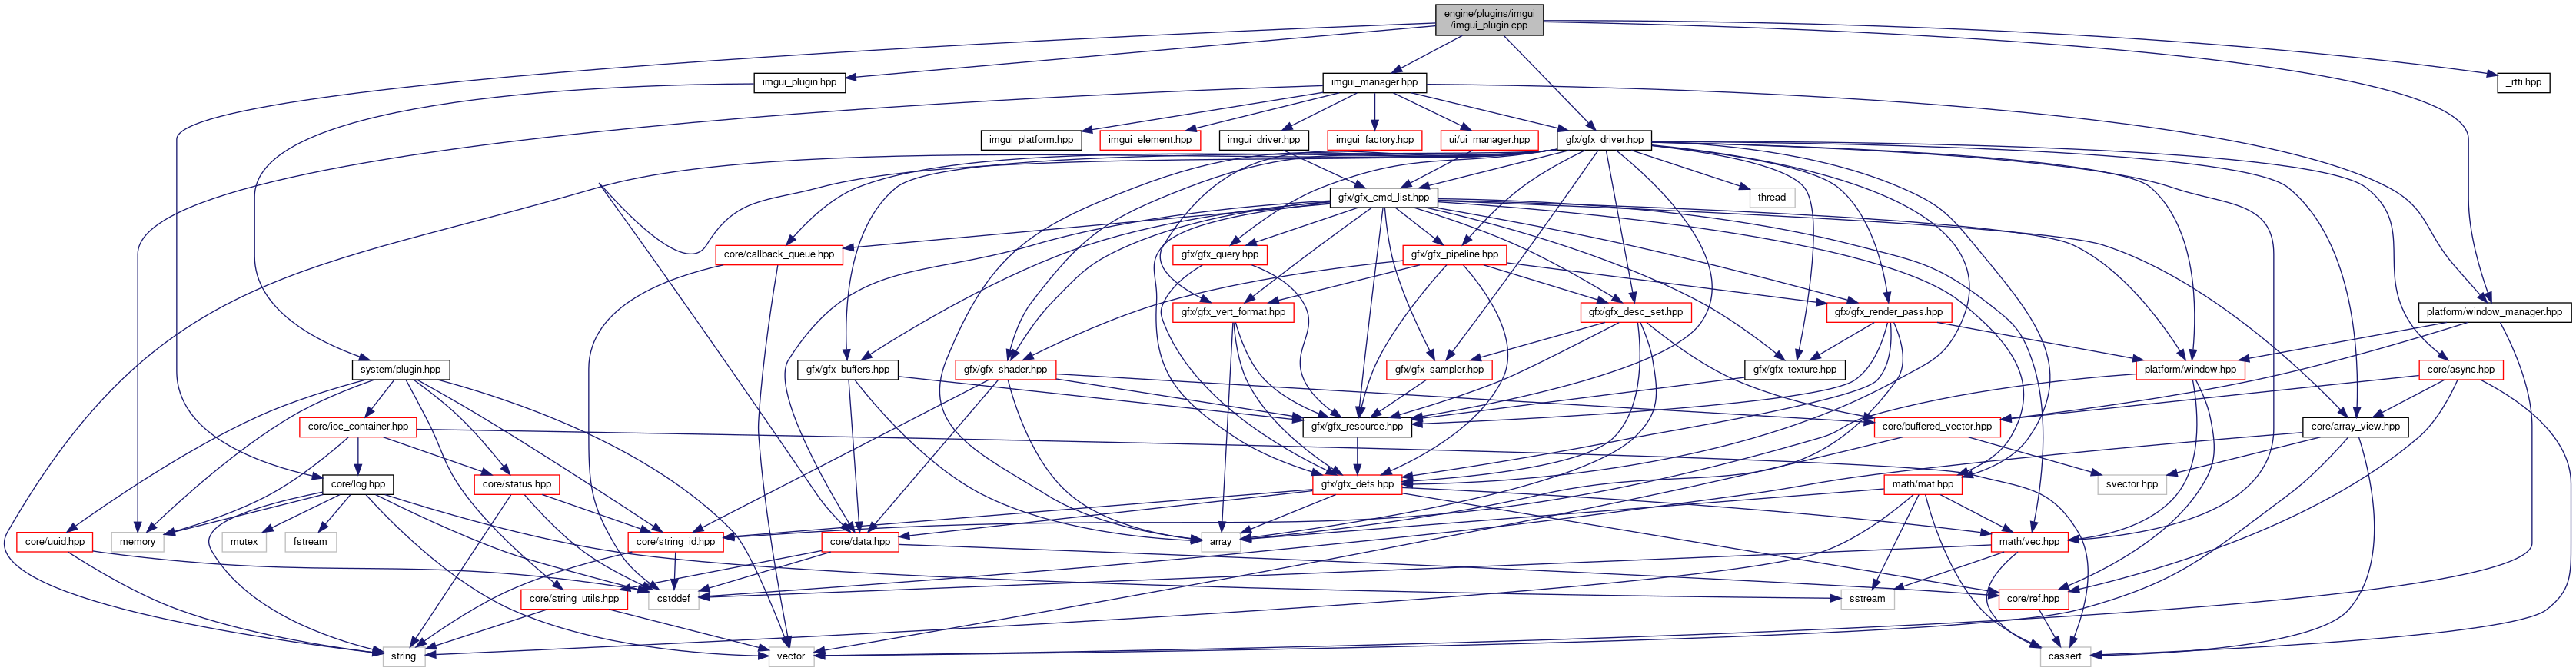 engine/plugins/imgui
/imgui_plugin.cpp
imgui_plugin.hpp
imgui_manager.hpp
_rtti.hpp
imgui_platform.hpp
imgui_element.hpp
imgui_driver.hpp
imgui_factory.hpp
ui/ui_manager.hpp
gfx/gfx_driver.hpp
gfx/gfx_cmd_list.hpp
thread
core/callback_queue.hpp
gfx/gfx_query.hpp
gfx/gfx_pipeline.hpp
gfx/gfx_vert_format.hpp
gfx/gfx_desc_set.hpp
gfx/gfx_render_pass.hpp
platform/window_manager.hpp
system/plugin.hpp
gfx/gfx_buffers.hpp
gfx/gfx_shader.hpp
gfx/gfx_sampler.hpp
gfx/gfx_texture.hpp
platform/window.hpp
core/async.hpp
core/ioc_container.hpp
gfx/gfx_resource.hpp
core/buffered_vector.hpp
core/array_view.hpp
core/log.hpp
core/status.hpp
gfx/gfx_defs.hpp
math/mat.hpp
svector.hpp
core/uuid.hpp
memory
mutex
fstream
core/string_id.hpp
core/data.hpp
array
math/vec.hpp
core/string_utils.hpp
cstddef
sstream
core/ref.hpp
string
vector
cassert